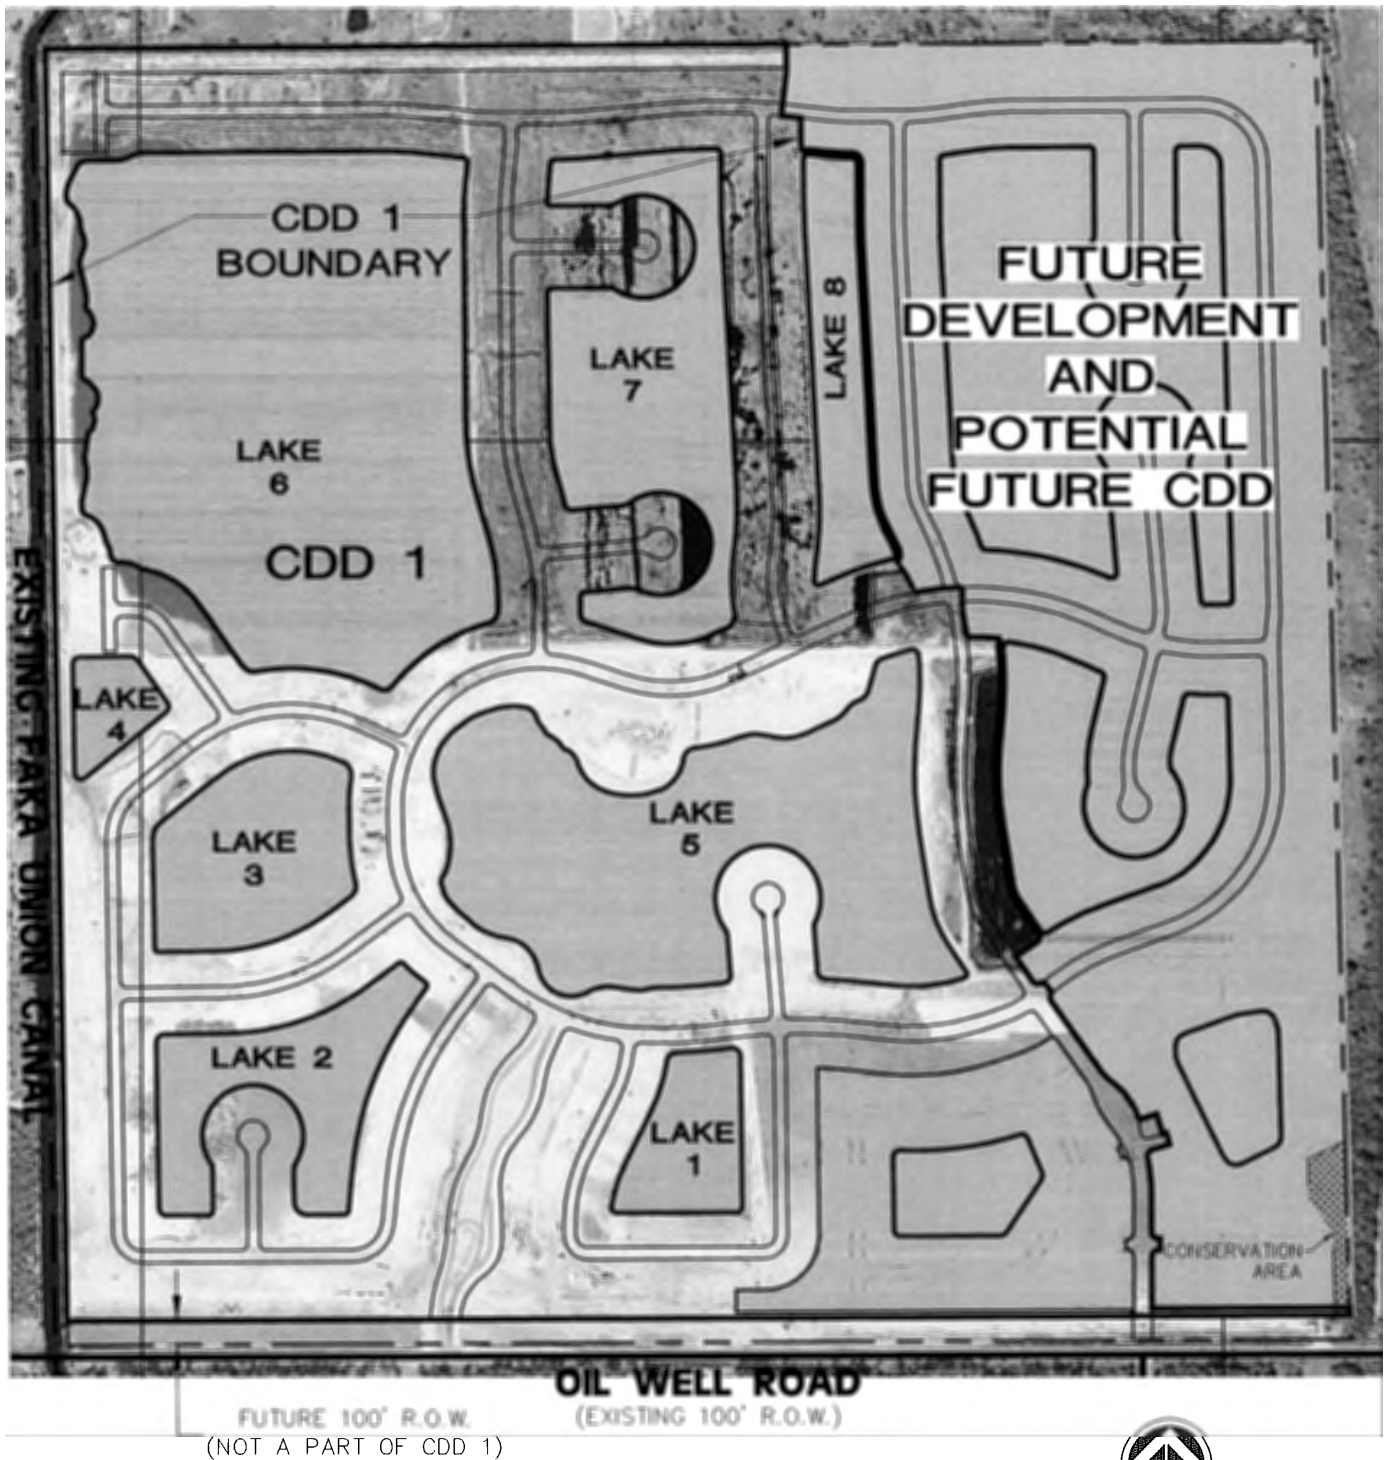 CDD 1
BOUNDARY
FUTURE
DEVELOPMENT
AND
POTENTIAL
FUTURE CDD
LAKE 8
LAKE
7
LAKE
6
CDD 1
EXISTING FAKA UNION CANAL
LAKE
4
LAKE
5
LAKE
3
LAKE 2
LAKE
1
CONSERVATION
AREA
OIL WELL ROAD
(EXISTING 100' R.O.W.)
FUTURE 100' R.O.W.
(NOT A PART OF CDD 1)